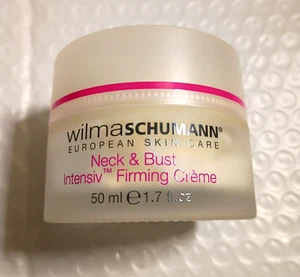 wilmaSCHUMANN®
EUROPEAN SKIN CARE
Neck & Bust
Intensiv™ Firming Crème
50 ml ℮ 1.7 fl.oz